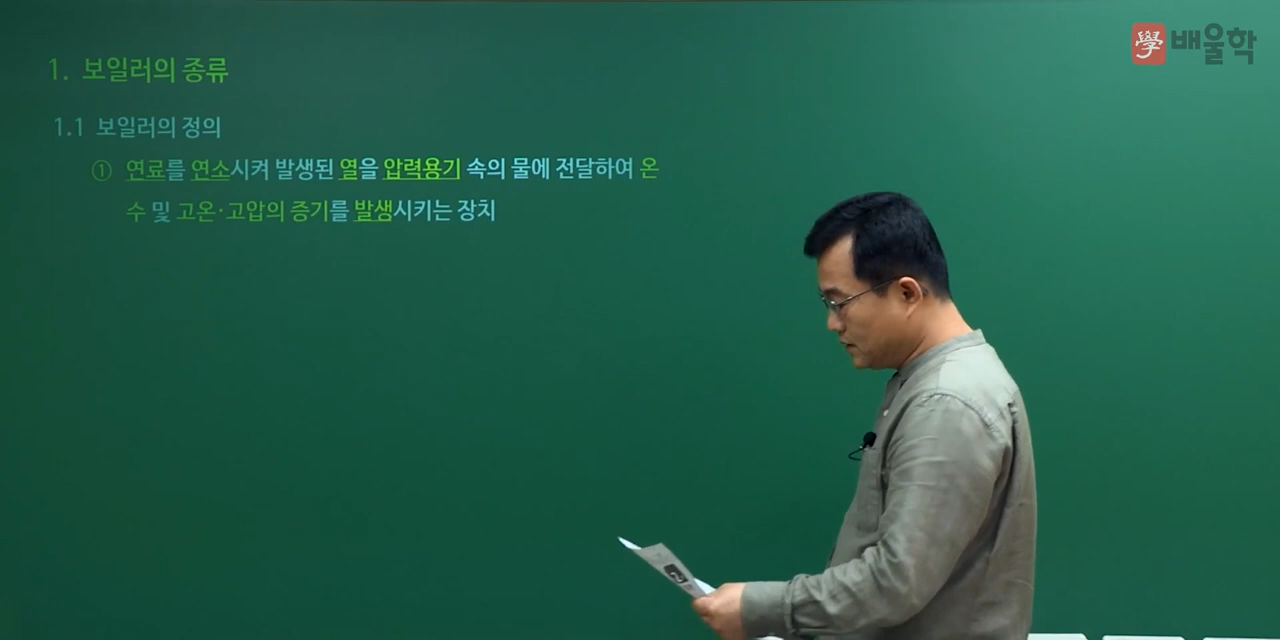 學 배울학
1. 보일러의 종류
1.1 보일러의 정의
① 연료를 연소시켜 발생된 열을 압력용기 속의 물에 전달하여 온
수 및 고온·고압의 증기를 발생시키는 장치